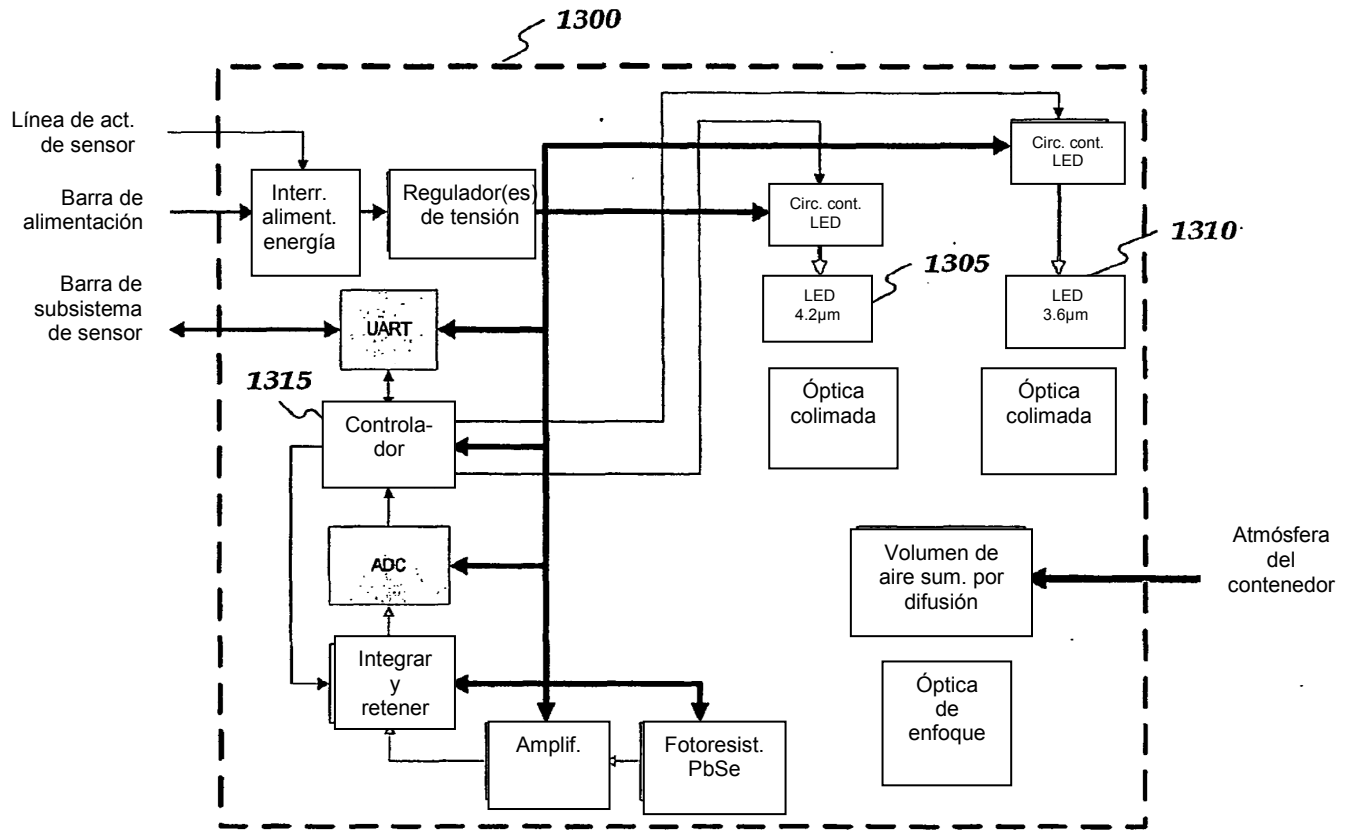 1300
Línea de act.
de sensor
Barra de
alimentación
Barra de
subsistema
de sensor
Interr.
aliment.
energía
Regulador(es)
de tensión
Circ. cont.
LED
Circ. cont.
LED
1305
1310
LED
4.2µm
LED
3.6µm
UART
1315
Controla-
dor
Óptica
colimada
Óptica
colimada
ADC
Volumen de
aire sum. por
difusión
Atmósfera
del
contenedor
Integrar
y
retener
Óptica
de
enfoque
Amplif.
Fotoresist.
PbSe